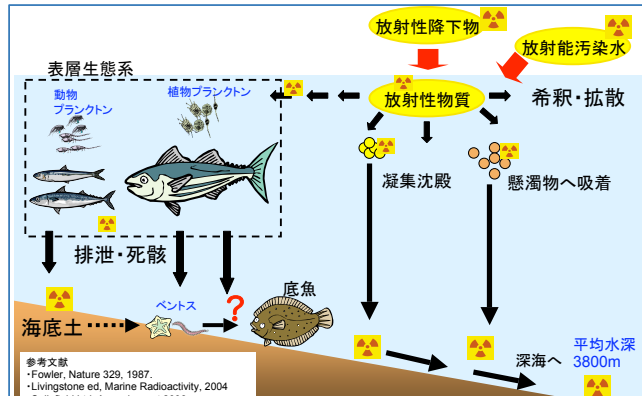 放射性降下物
放射能汚染水
表層生態系
動物
プランクトン
植物プランクトン
放射性物質
希釈・拡散
凝集沈殿
懸濁物へ吸着
排泄・死骸
ベントス
?
底魚
海底土
深海へ
平均水深
3800m
参考文献
・Fowler, Nature 329, 1987.
・Livingstone ed, Marine Radioactivity, 2004